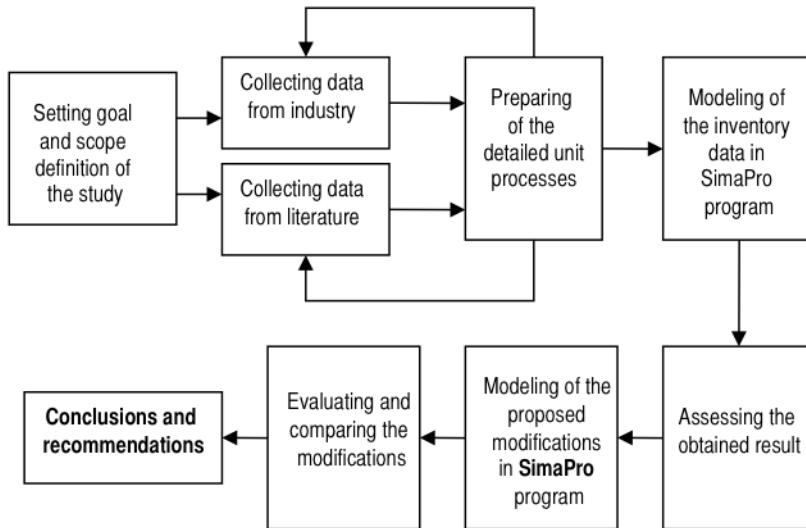 Setting goal
and scope
definition of
the study
Collecting data
from industry
Collecting data
from literature
Preparing
of the
detailed unit
processes
Modeling of
the inventory
data in
SimaPro
program
Assessing the
obtained result
Modeling of the
proposed
modifications
in SimaPro
program
Evaluating and
comparing the
modifications
Conclusions and
recommendations